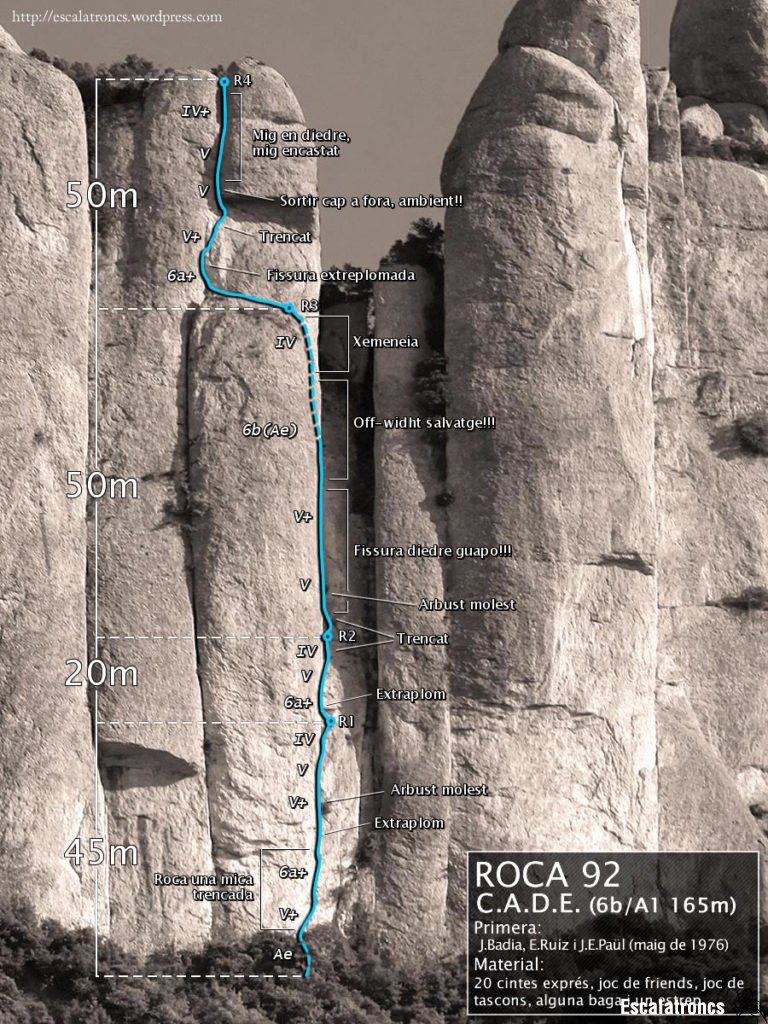 http://escalatroncs.wordpress.com
R4
IV+
Mig en diedre,
mig encastat
V
50m
V
Sortir cap a fora, ambient!!
V+
Trencat
6a+
Fissura extreplomada
R3
IV
Xemeneia
Off-widht salvatge!!!
6b(Ae)
50m
V+
Fissura diedre guapo!!!
V
Arbust molest
R2
Trencat
IV
20m
V
6a+
Extraplom
R1
IV
V
Arbust molest
V+
Extraplom
45m
6a+
Roca una mica
trencada
V+
Ae
ROCA 92
C.A.D.E. (6b/A1 165m)
Primera:
J.Badia, E.Ruiz i J.E.Paül (maig de 1976)
Material:
20 cintes exprés, joc de friends, joc de
tascons, alguna baga i un estrep
Escalatroncs